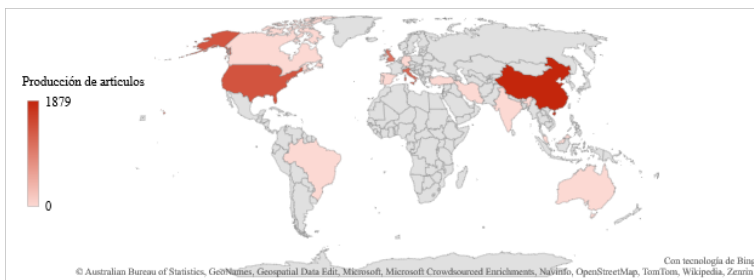 Producción de artículos
1879
0
Con tecnología de Bing
© Australian Bureau of Statistics, GeoNames, Geospatial Data Edit, Microsoft, Microsoft Crowdsourced Enrichments, Navinfo, OpenStreetMap, TomTom, Wikipedia, Zenrin